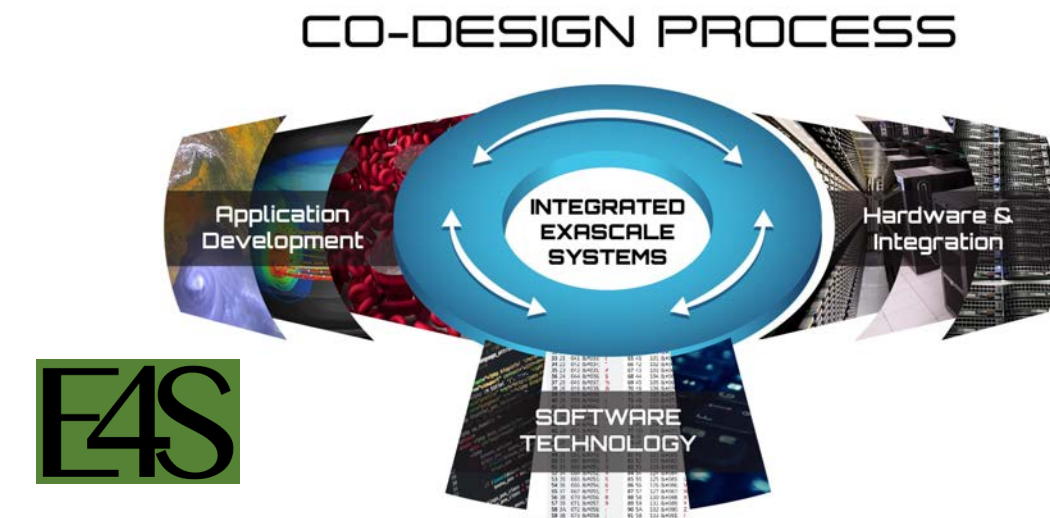 CO-DESIGN PROCESS
Application
Development
INTEGRATED
EXASCALE
SYSTEMS
Hardware &
Integration
E4S
SOFTWARE
TECHNOLOGY